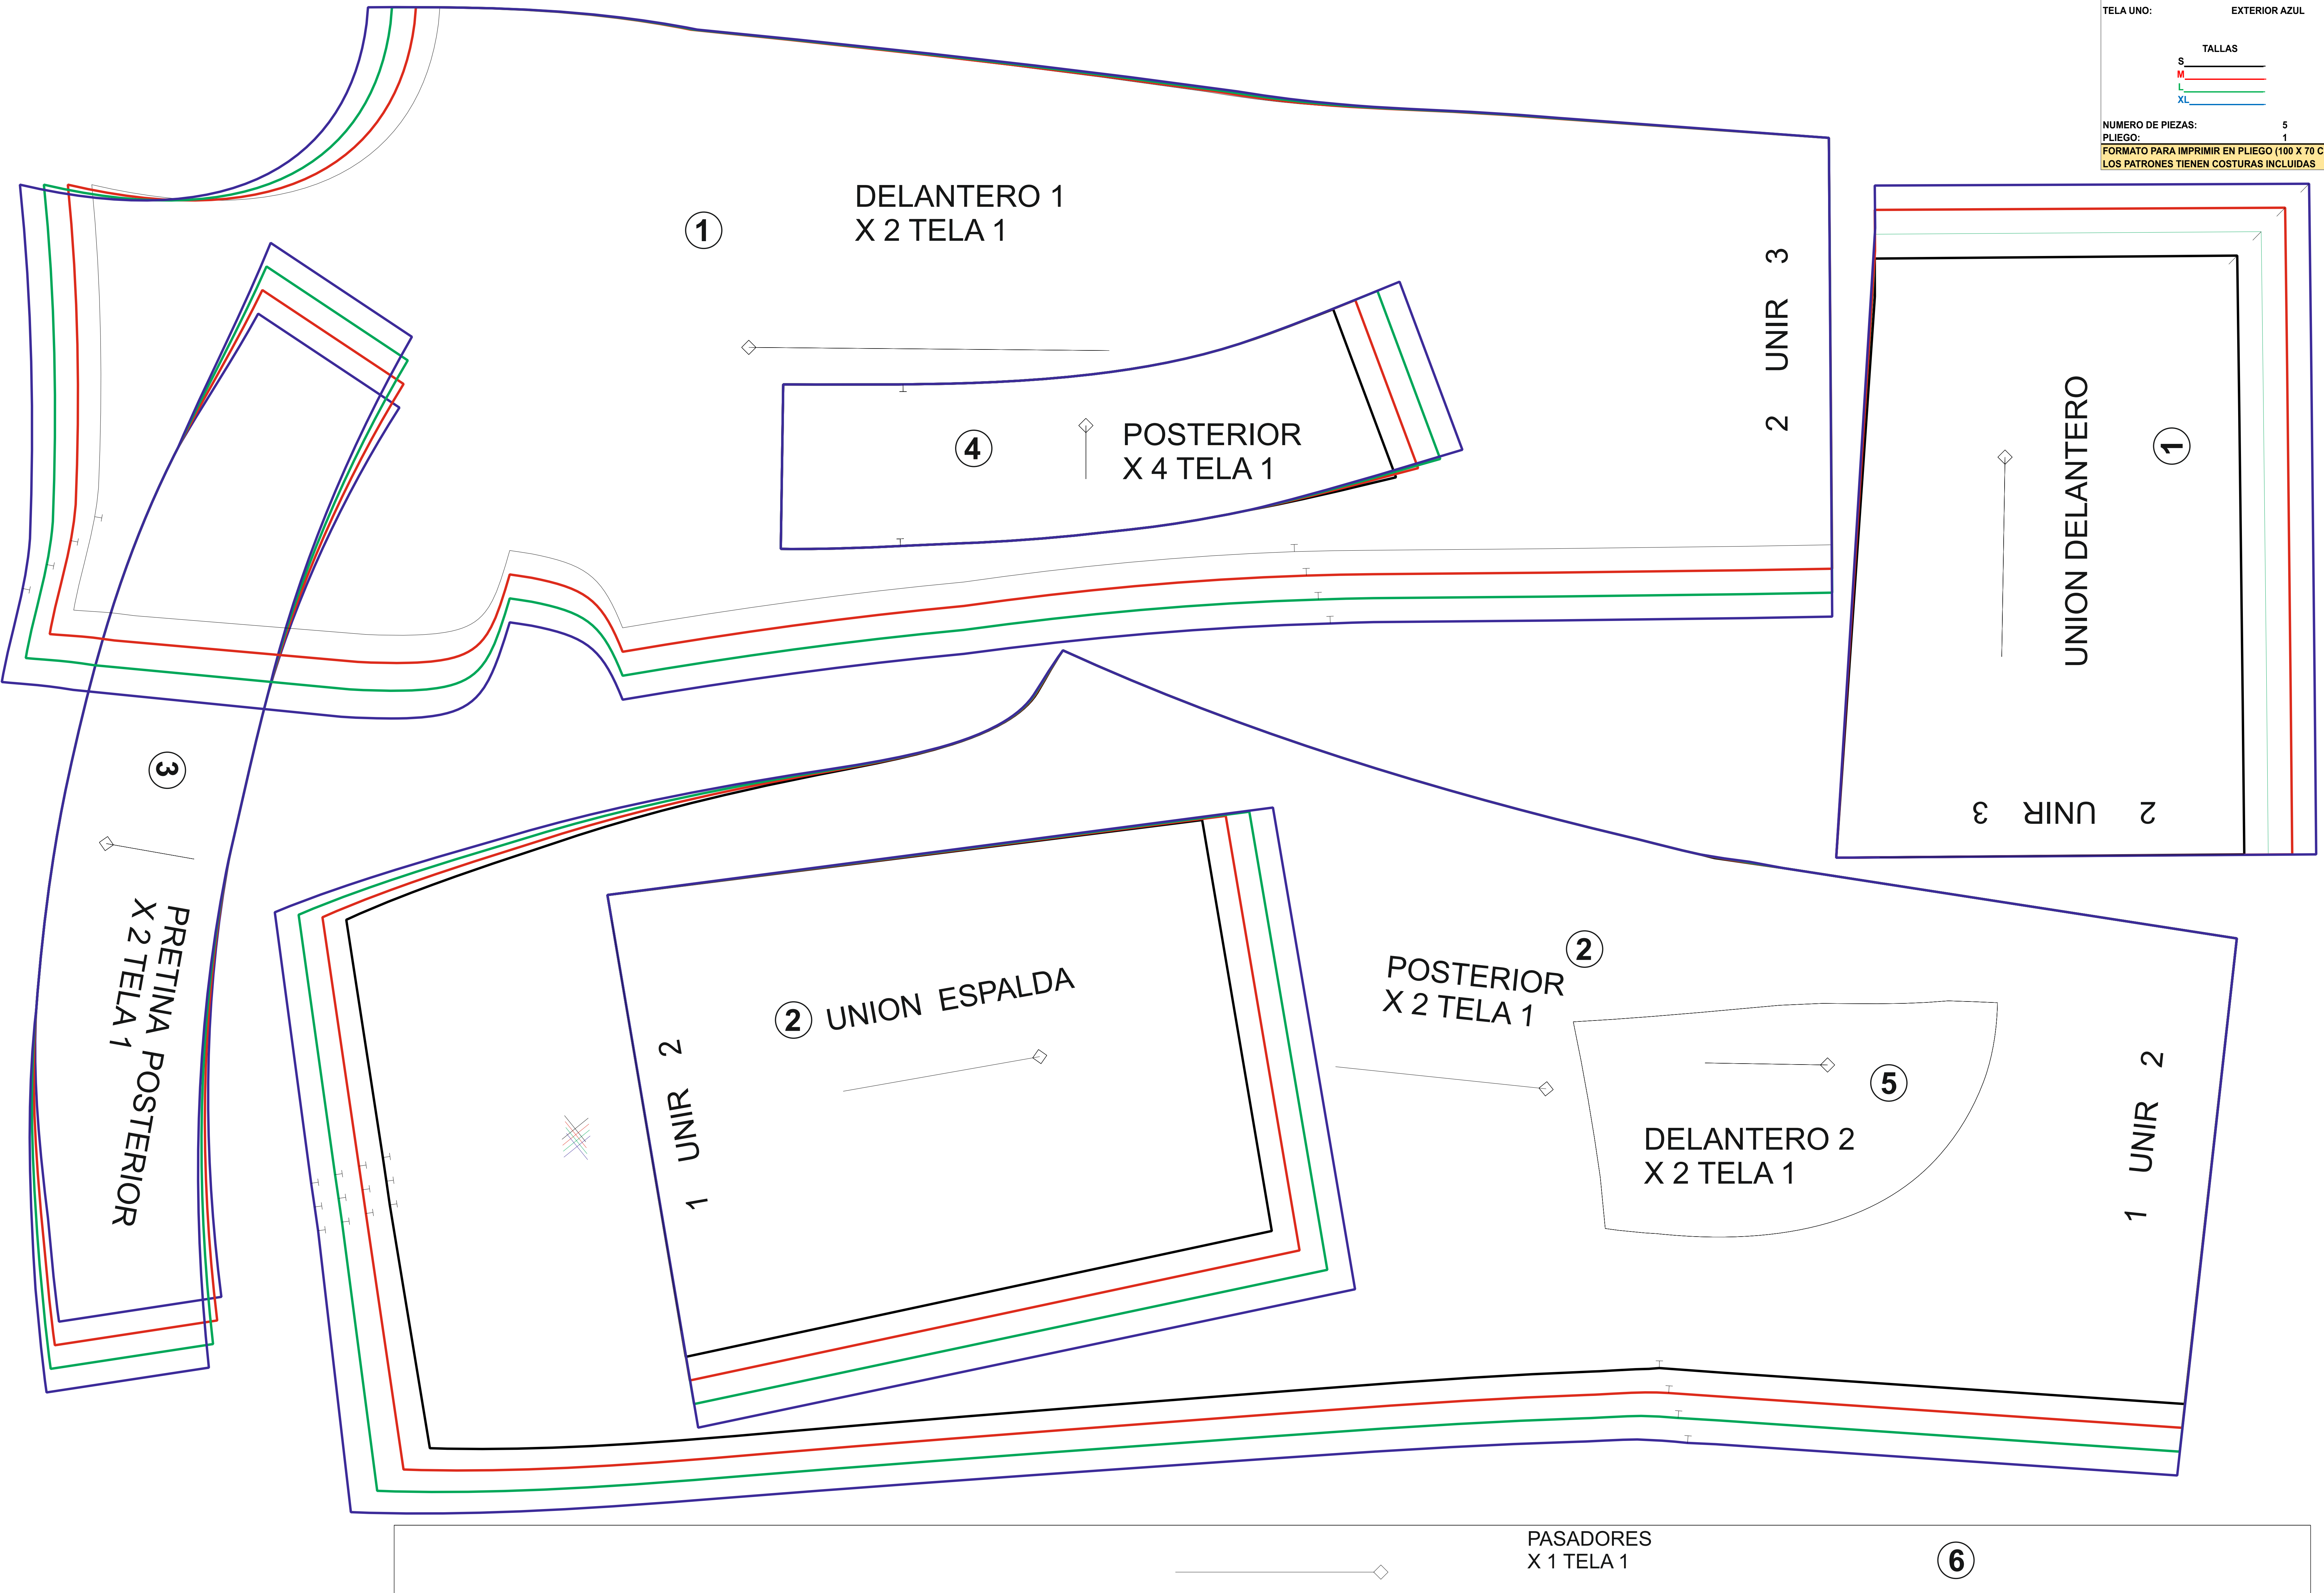 TELA UNO: EXTERIOR AZUL
TALLAS
S
M
L
XL
NUMERO DE PIEZAS: 5
PLIEGO: 1
FORMATO PARA IMPRIMIR EN PLIEGO (100 X 70 C
LOS PATRONES TIENEN COSTURAS INCLUIDAS
1
DELANTERO 1
X 2 TELA 1
2 UNIR 3
4
POSTERIOR
X 4 TELA 1
UNION DELANTERO
1
2 UNIR 3
3
PRETINA POSTERIOR
X 2 TELA 1
2
UNION ESPALDA
1 UNIR 2
POSTERIOR
X 2 TELA 1
2
5
DELANTERO 2
X 2 TELA 1
1 UNIR 2
PASADORES
X 1 TELA 1
6